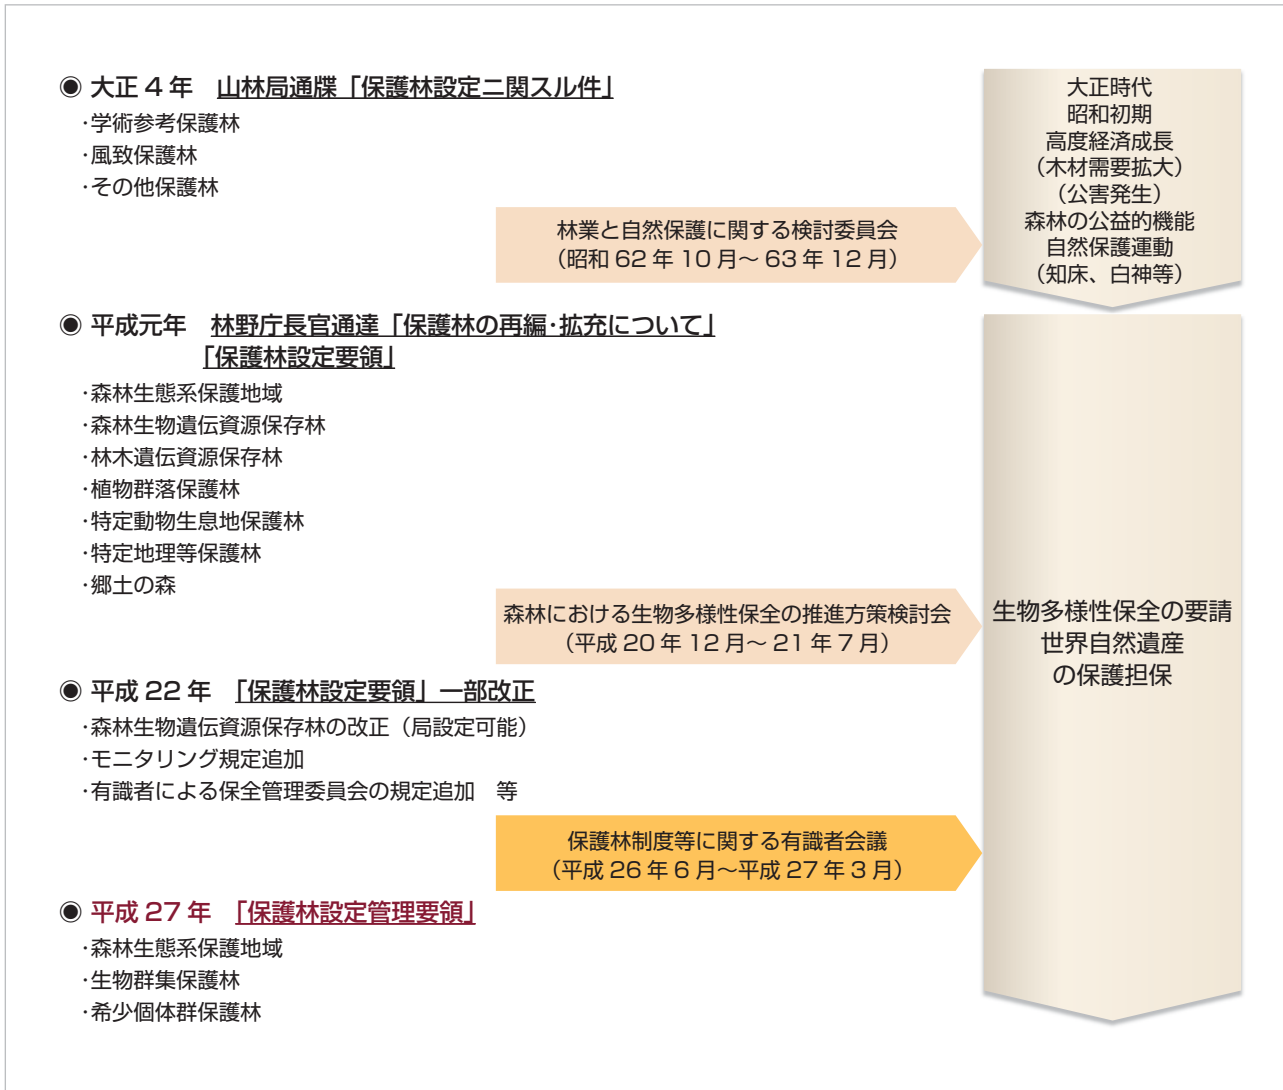 ◉ 大正 4 年　山林局通牒「保護林設定ニ関スル件」
・学術参考保護林
・風致保護林
・その他保護林
林業と自然保護に関する検討委員会
（昭和 62 年 10 月～ 63 年 12 月）
大正時代
昭和初期
高度経済成長
（木材需要拡大）
（公害発生）
森林の公益的機能
自然保護運動
（知床、白神等）
◉ 平成元年　林野庁長官通達「保護林の再編・拡充について」
「保護林設定要領」
・森林生態系保護地域
・森林生物遺伝資源保存林
・林木遺伝資源保存林
・植物群落保護林
・特定動物生息地保護林
・特定地理等保護林
・郷土の森
森林における生物多様性保全の推進方策検討会
（平成 20 年 12 月～ 21 年 7 月）
生物多様性保全の要請
世界自然遺産
の保護担保
◉ 平成 22 年　「保護林設定要領」一部改正
・森林生物遺伝資源保存林の改正（局設定可能）
・モニタリング規定追加
・有識者による保全管理委員会の規定追加　等
保護林制度等に関する有識者会議
（平成 26 年 6 月～平成 27 年 3 月）
◉ 平成 27 年　「保護林設定管理要領」
・森林生態系保護地域
・生物群集保護林
・希少個体群保護林